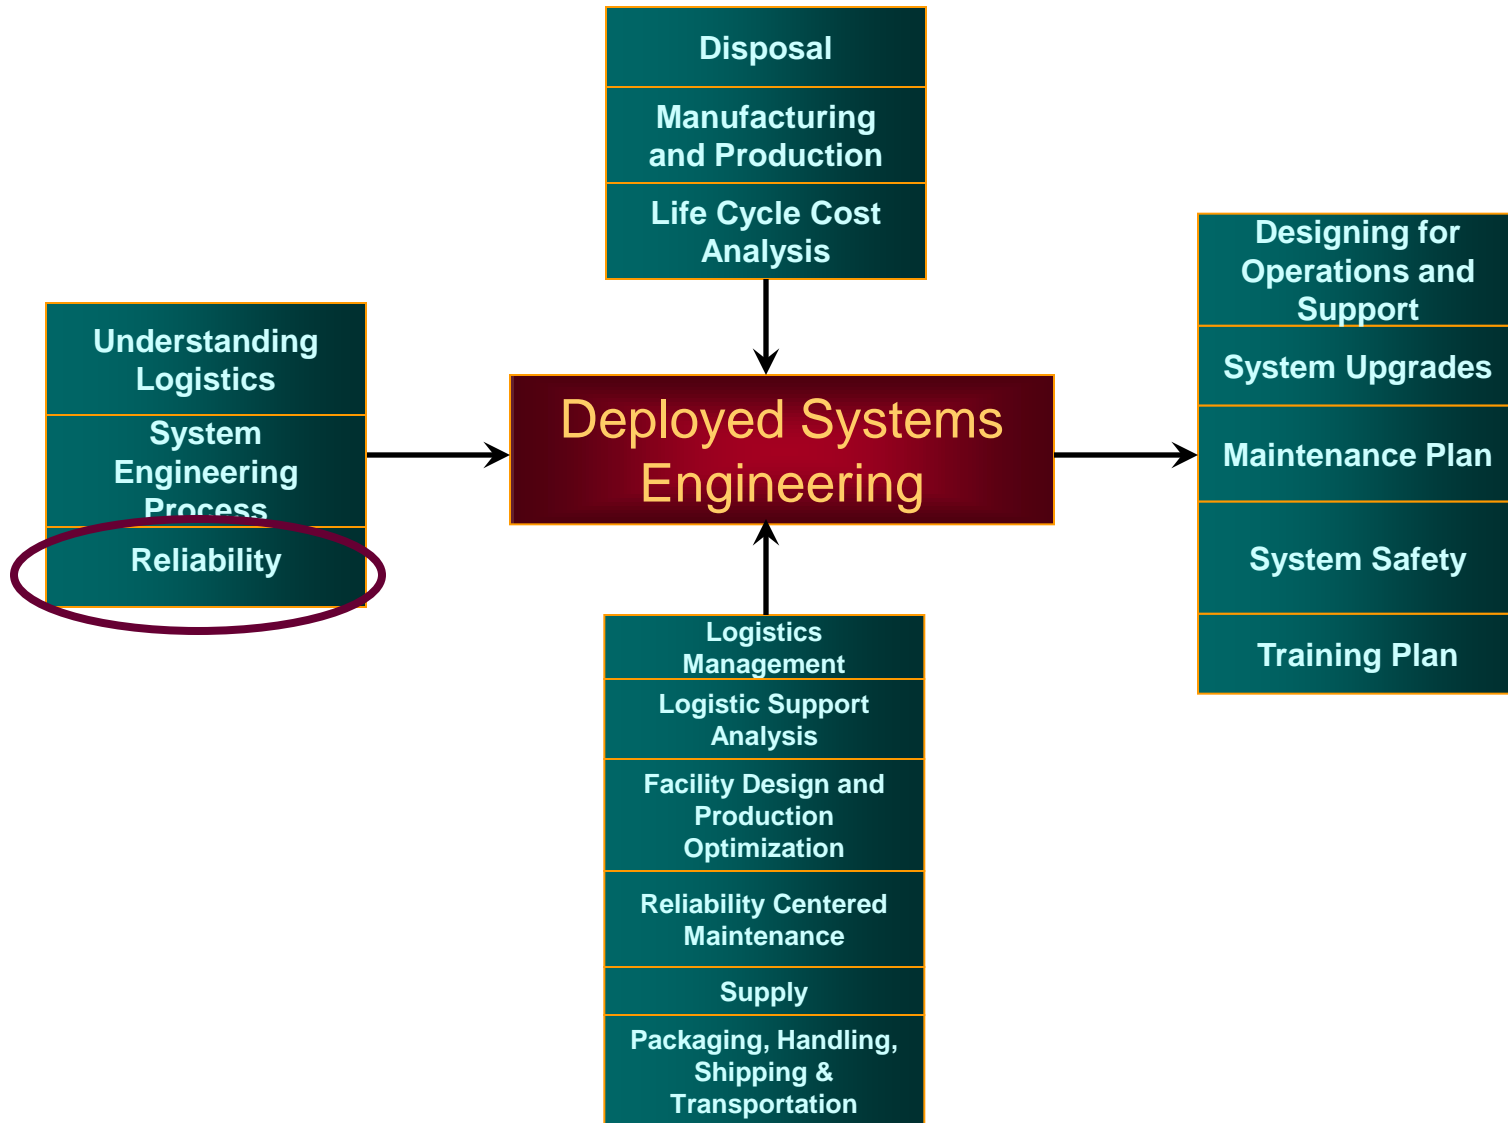 Disposal
Manufacturing
and Production
Life Cycle Cost
Analysis
Understanding
Logistics
System
Engineering
Process
Reliability
Deployed Systems
Engineering
Designing for
Operations and
Support
System Upgrades
Maintenance Plan
System Safety
Training Plan
Logistics
Management
Logistic Support
Analysis
Facility Design and
Production
Optimization
Reliability Centered
Maintenance
Supply
Packaging, Handling,
Shipping &
Transportation